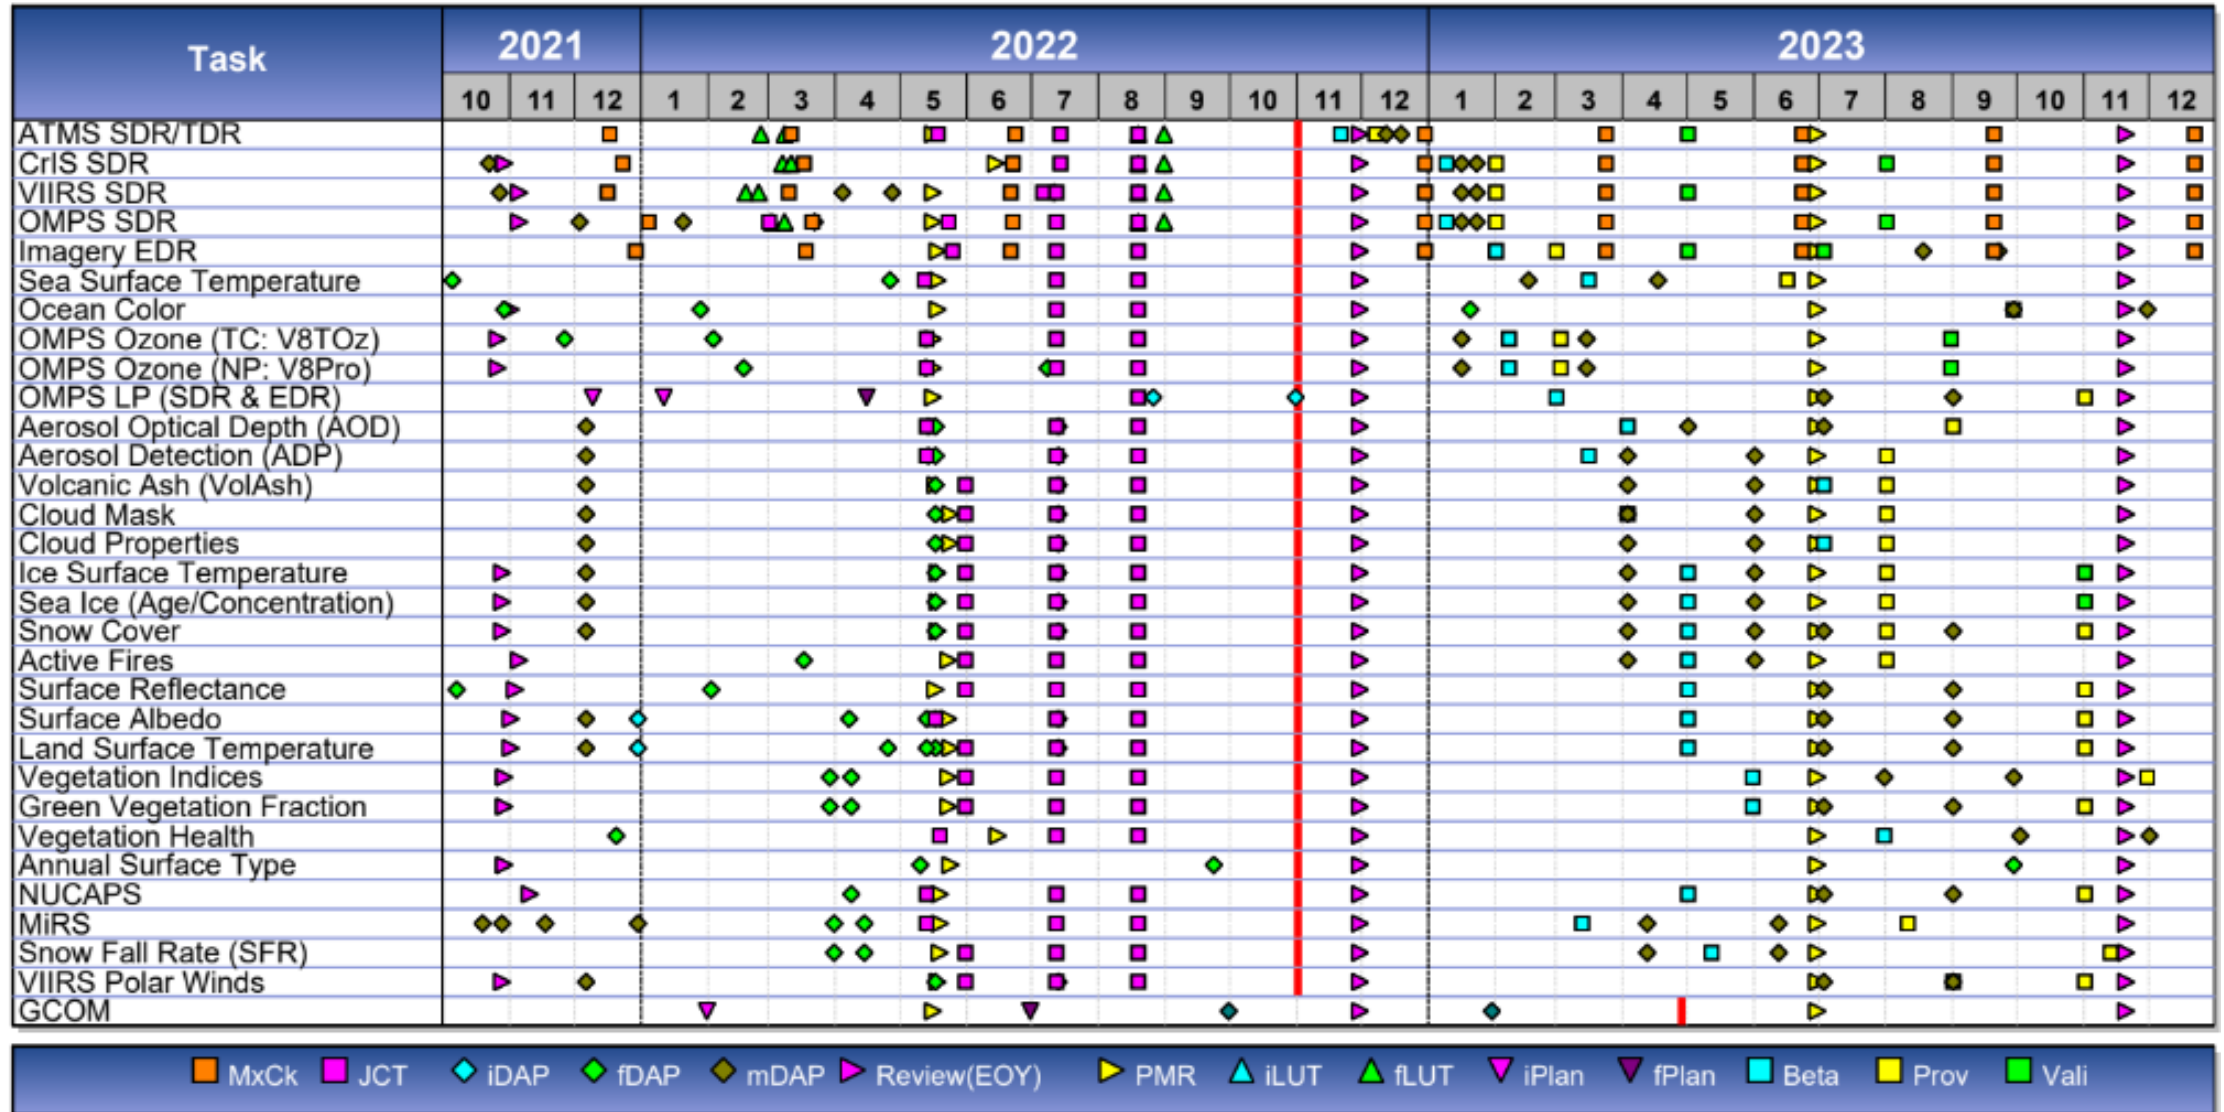 Task 2021 2022 2023
10 11 12 1 2 3 4 5 6 7 8 9 10 11 12 1 2 3 4 5 6 7 8 9 10 11 12
ATMS SDR/TDR
CrIS SDR
VIIRS SDR
OMPS SDR
Imagery EDR
Sea Surface Temperature
Ocean Color
OMPS Ozone (TC: V8TOz)
OMPS Ozone (NP: V8Pro)
OMPS LP (SDR & EDR)
Aerosol Optical Depth (AOD)
Aerosol Detection (ADP)
Volcanic Ash (VolAsh)
Cloud Mask
Cloud Properties
Ice Surface Temperature
Sea Ice (Age/Concentration)
Snow Cover
Active Fires
Surface Reflectance
Surface Albedo
Land Surface Temperature
Vegetation Indices
Green Vegetation Fraction
Vegetation Health
Annual Surface Type
NUCAPS
MiRS
Snow Fall Rate (SFR)
VIIRS Polar Winds
GCOM
MxCk JCT iDAP fDAP mDAP Review(EOY) PMR iLUT fLUT iPlan fPlan Beta Prov Vali